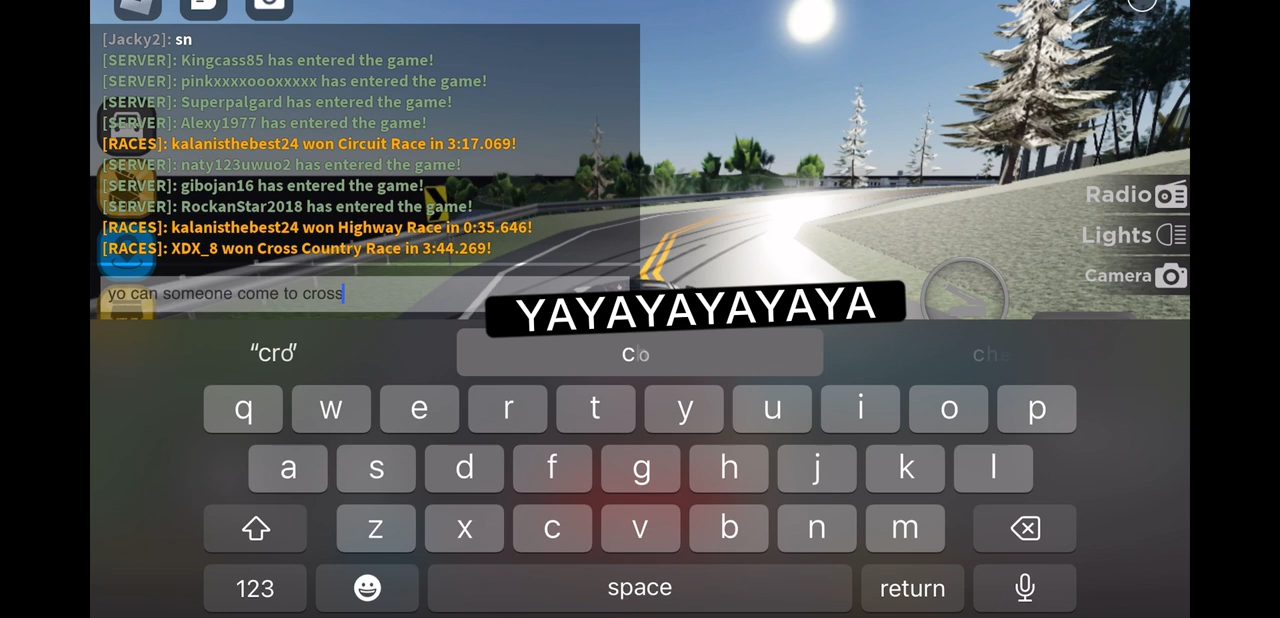 [Jacky2]: sn
[SERVER]: Kingcass85 has entered the game!
[SERVER]: pinkxxxxoooxxxxx has entered the game!
[SERVER]: Superpalgard has entered the game!
[SERVER]: Alexy1977 has entered the game!
[RACES]: kalanisthebest24 won Circuit Race in 3:17.069!
[SERVER]: naty123uwuo2 has entered the game!
[SERVER]: gibojan16 has entered the game!
[SERVER]: RockanStar2018 has entered the game!
[RACES]: kalanisthebest24 won Highway Race in 0:35.646!
[RACES]: XDX_8 won Cross Country Race in 3:44.269!
Radio
Lights
Camera
yo can someone come to cross
YAYAYAYAYAYA
"cro"
q w e r t y u i o p
a s d f g h j k l
z x c v b n m
123 space return